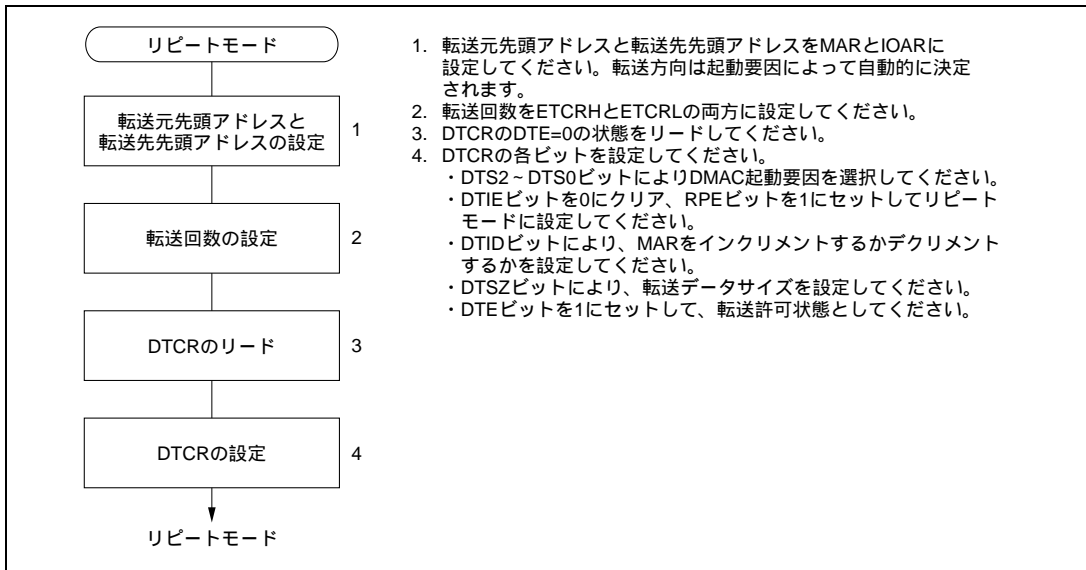 リピートモード
転送元先頭アドレスと
転送先先頭アドレスの設定
1
転送回数の設定
2
DTCRのリード
3
DTCRの設定
4
リピートモード
1. 転送元先頭アドレスと転送先先頭アドレスをMARとIOARに
設定してください。転送方向は起動要因によって自動的に決定
されます。
2. 転送回数をETCRHとETCRLの両方に設定してください。
3. DTCRのDTE=0の状態をリードしてください。
4. DTCRの各ビットを設定してください。
・DTS2～DTS0ビットによりDMAC起動要因を選択してください。
・DTIEビットを0にクリア、RPEビットを1にセットしてリピート
モードに設定してください。
・DTIDビットにより、MARをインクリメントするかデクリメント
するかを設定してください。
・DTSZビットにより、転送データサイズを設定してください。
・DTEビットを1にセットして、転送許可状態としてください。